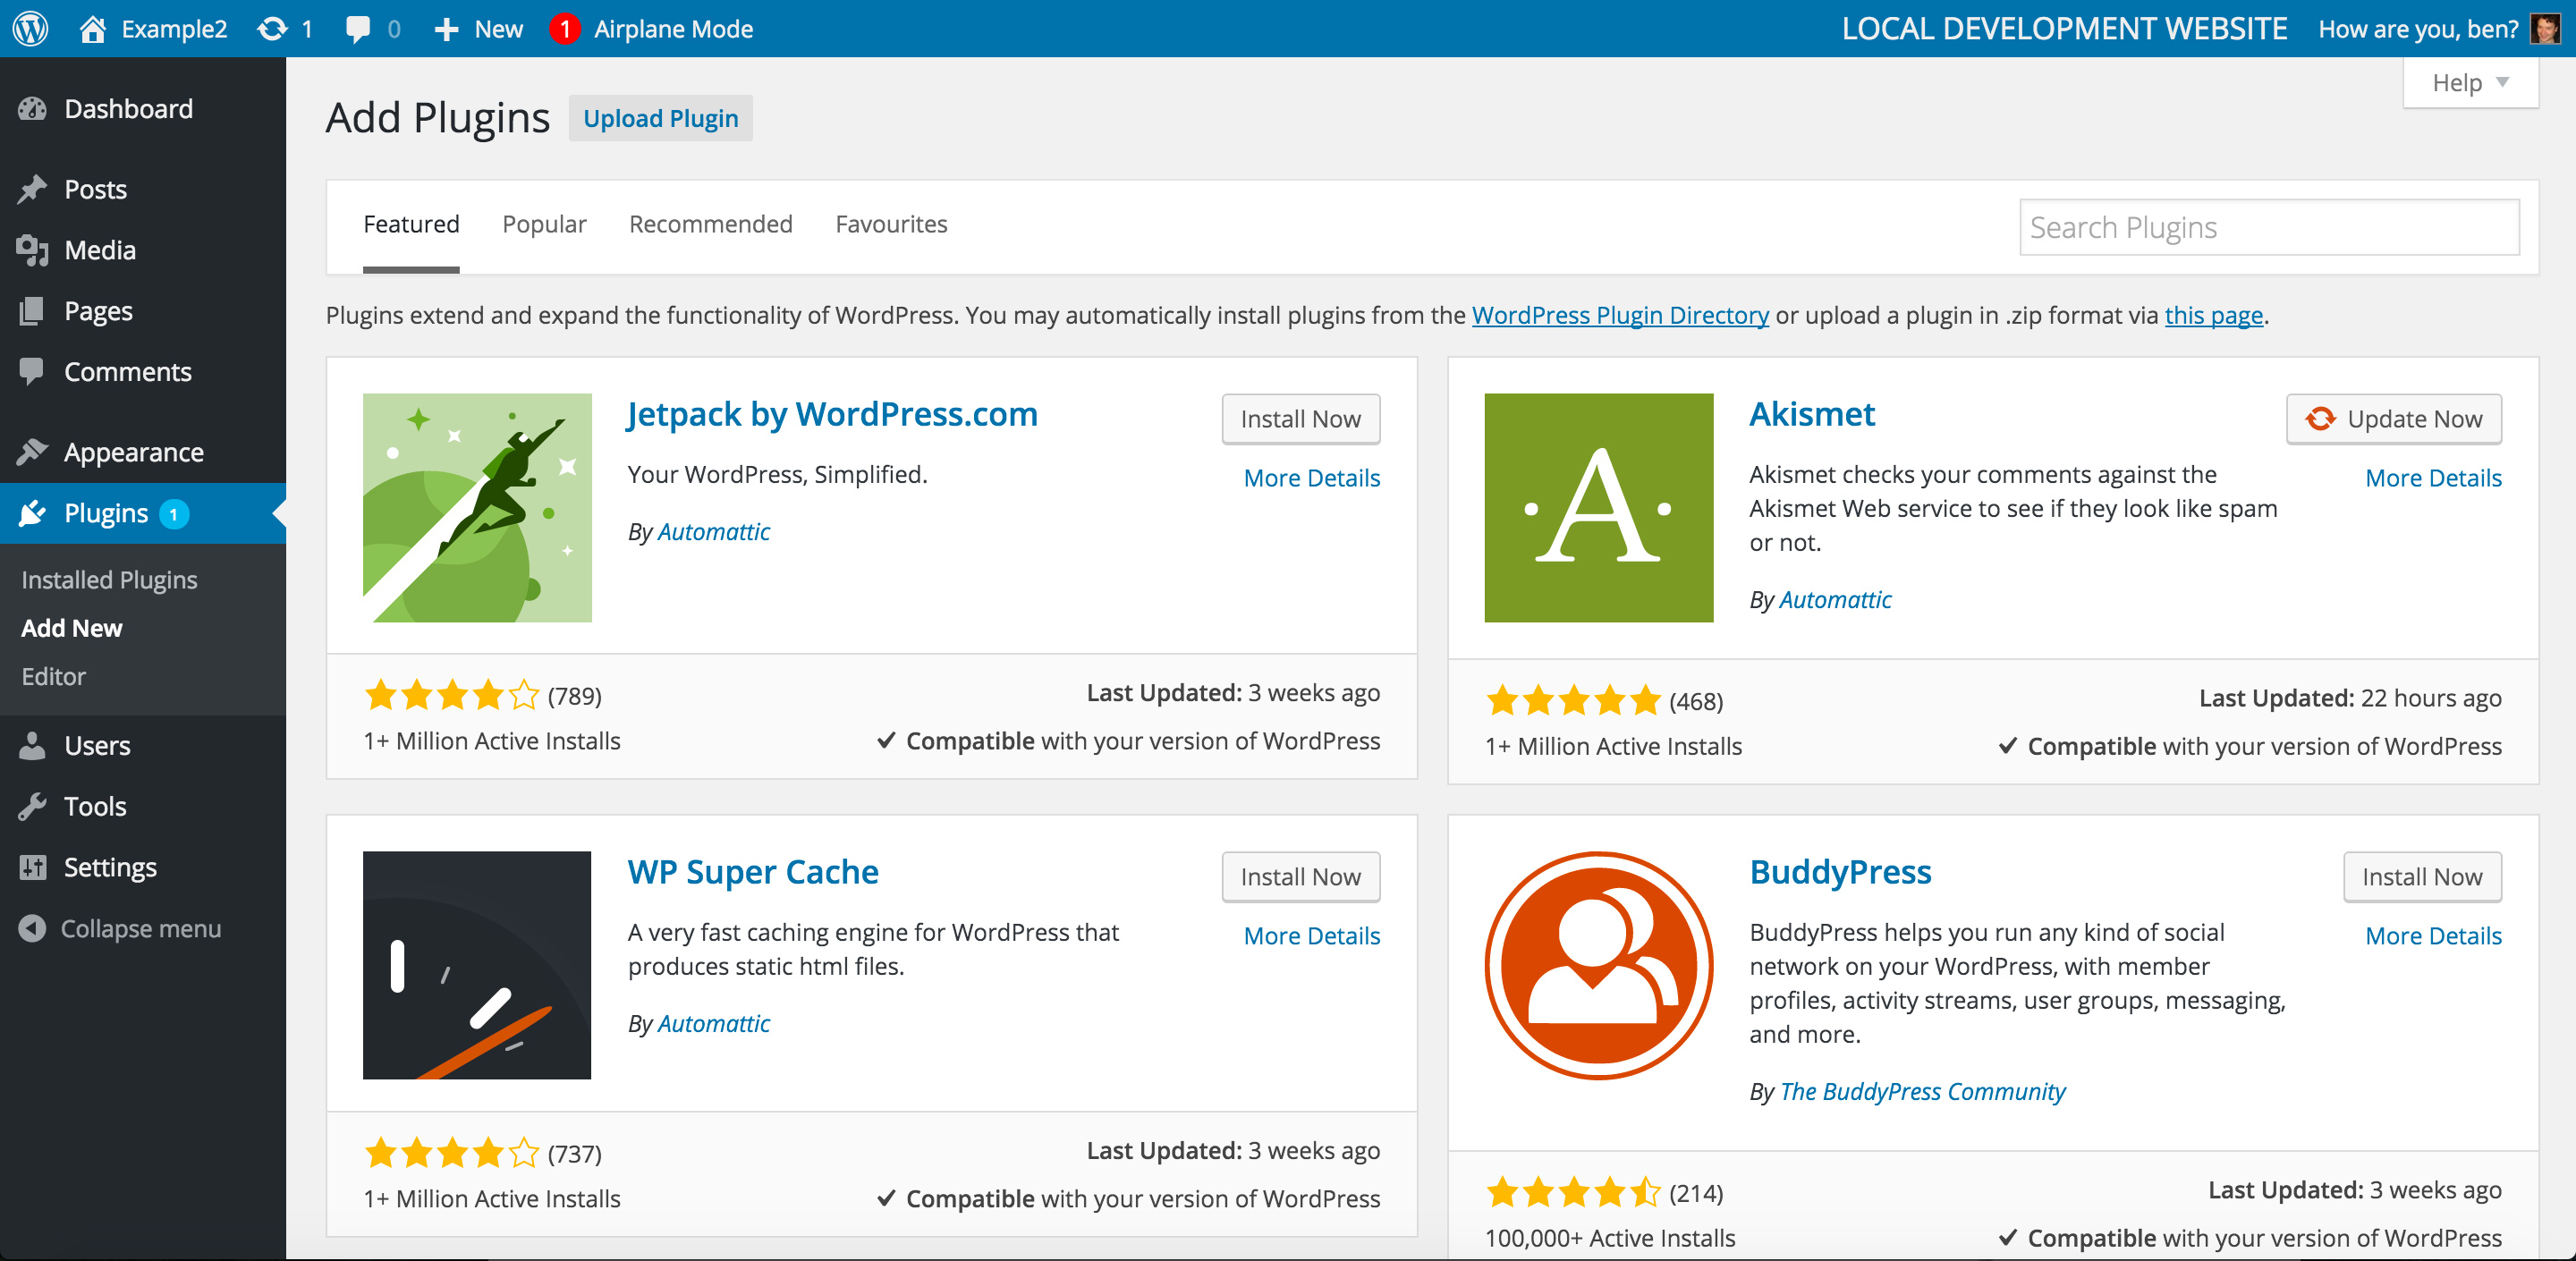 Example2 1 0 New 1 Airplane Mode LOCAL DEVELOPMENT WEBSITE How are you, ben?
Help
Dashboard
Posts
Media
Pages
Comments
Appearance
Plugins 1
Installed Plugins
Add New
Editor
Users
Tools
Settings
Collapse menu
Add Plugins Upload Plugin
Featured Popular Recommended Favourites Search Plugins
Plugins extend and expand the functionality of WordPress. You may automatically install plugins from the WordPress Plugin Directory or upload a plugin in .zip format via this page.
Jetpack by WordPress.com Install Now
Your WordPress, Simplified. More Details
By Automattic
(789) Last Updated: 3 weeks ago
1+ Million Active Installs ✔ Compatible with your version of WordPress
A
Akismet Update Now
Akismet checks your comments against the More Details
Akismet Web service to see if they look like spam
or not.
By Automattic
(468) Last Updated: 22 hours ago
1+ Million Active Installs ✔ Compatible with your version of WordPress
WP Super Cache Install Now
A very fast caching engine for WordPress that More Details
produces static html files.
By Automattic
(737) Last Updated: 3 weeks ago
1+ Million Active Installs ✔ Compatible with your version of WordPress
BuddyPress Install Now
BuddyPress helps you run any kind of social More Details
network on your WordPress, with member
profiles, activity streams, user groups, messaging,
and more.
By The BuddyPress Community
(214) Last Updated: 3 weeks ago
100,000+ Active Installs ✔ Compatible with your version of WordPress